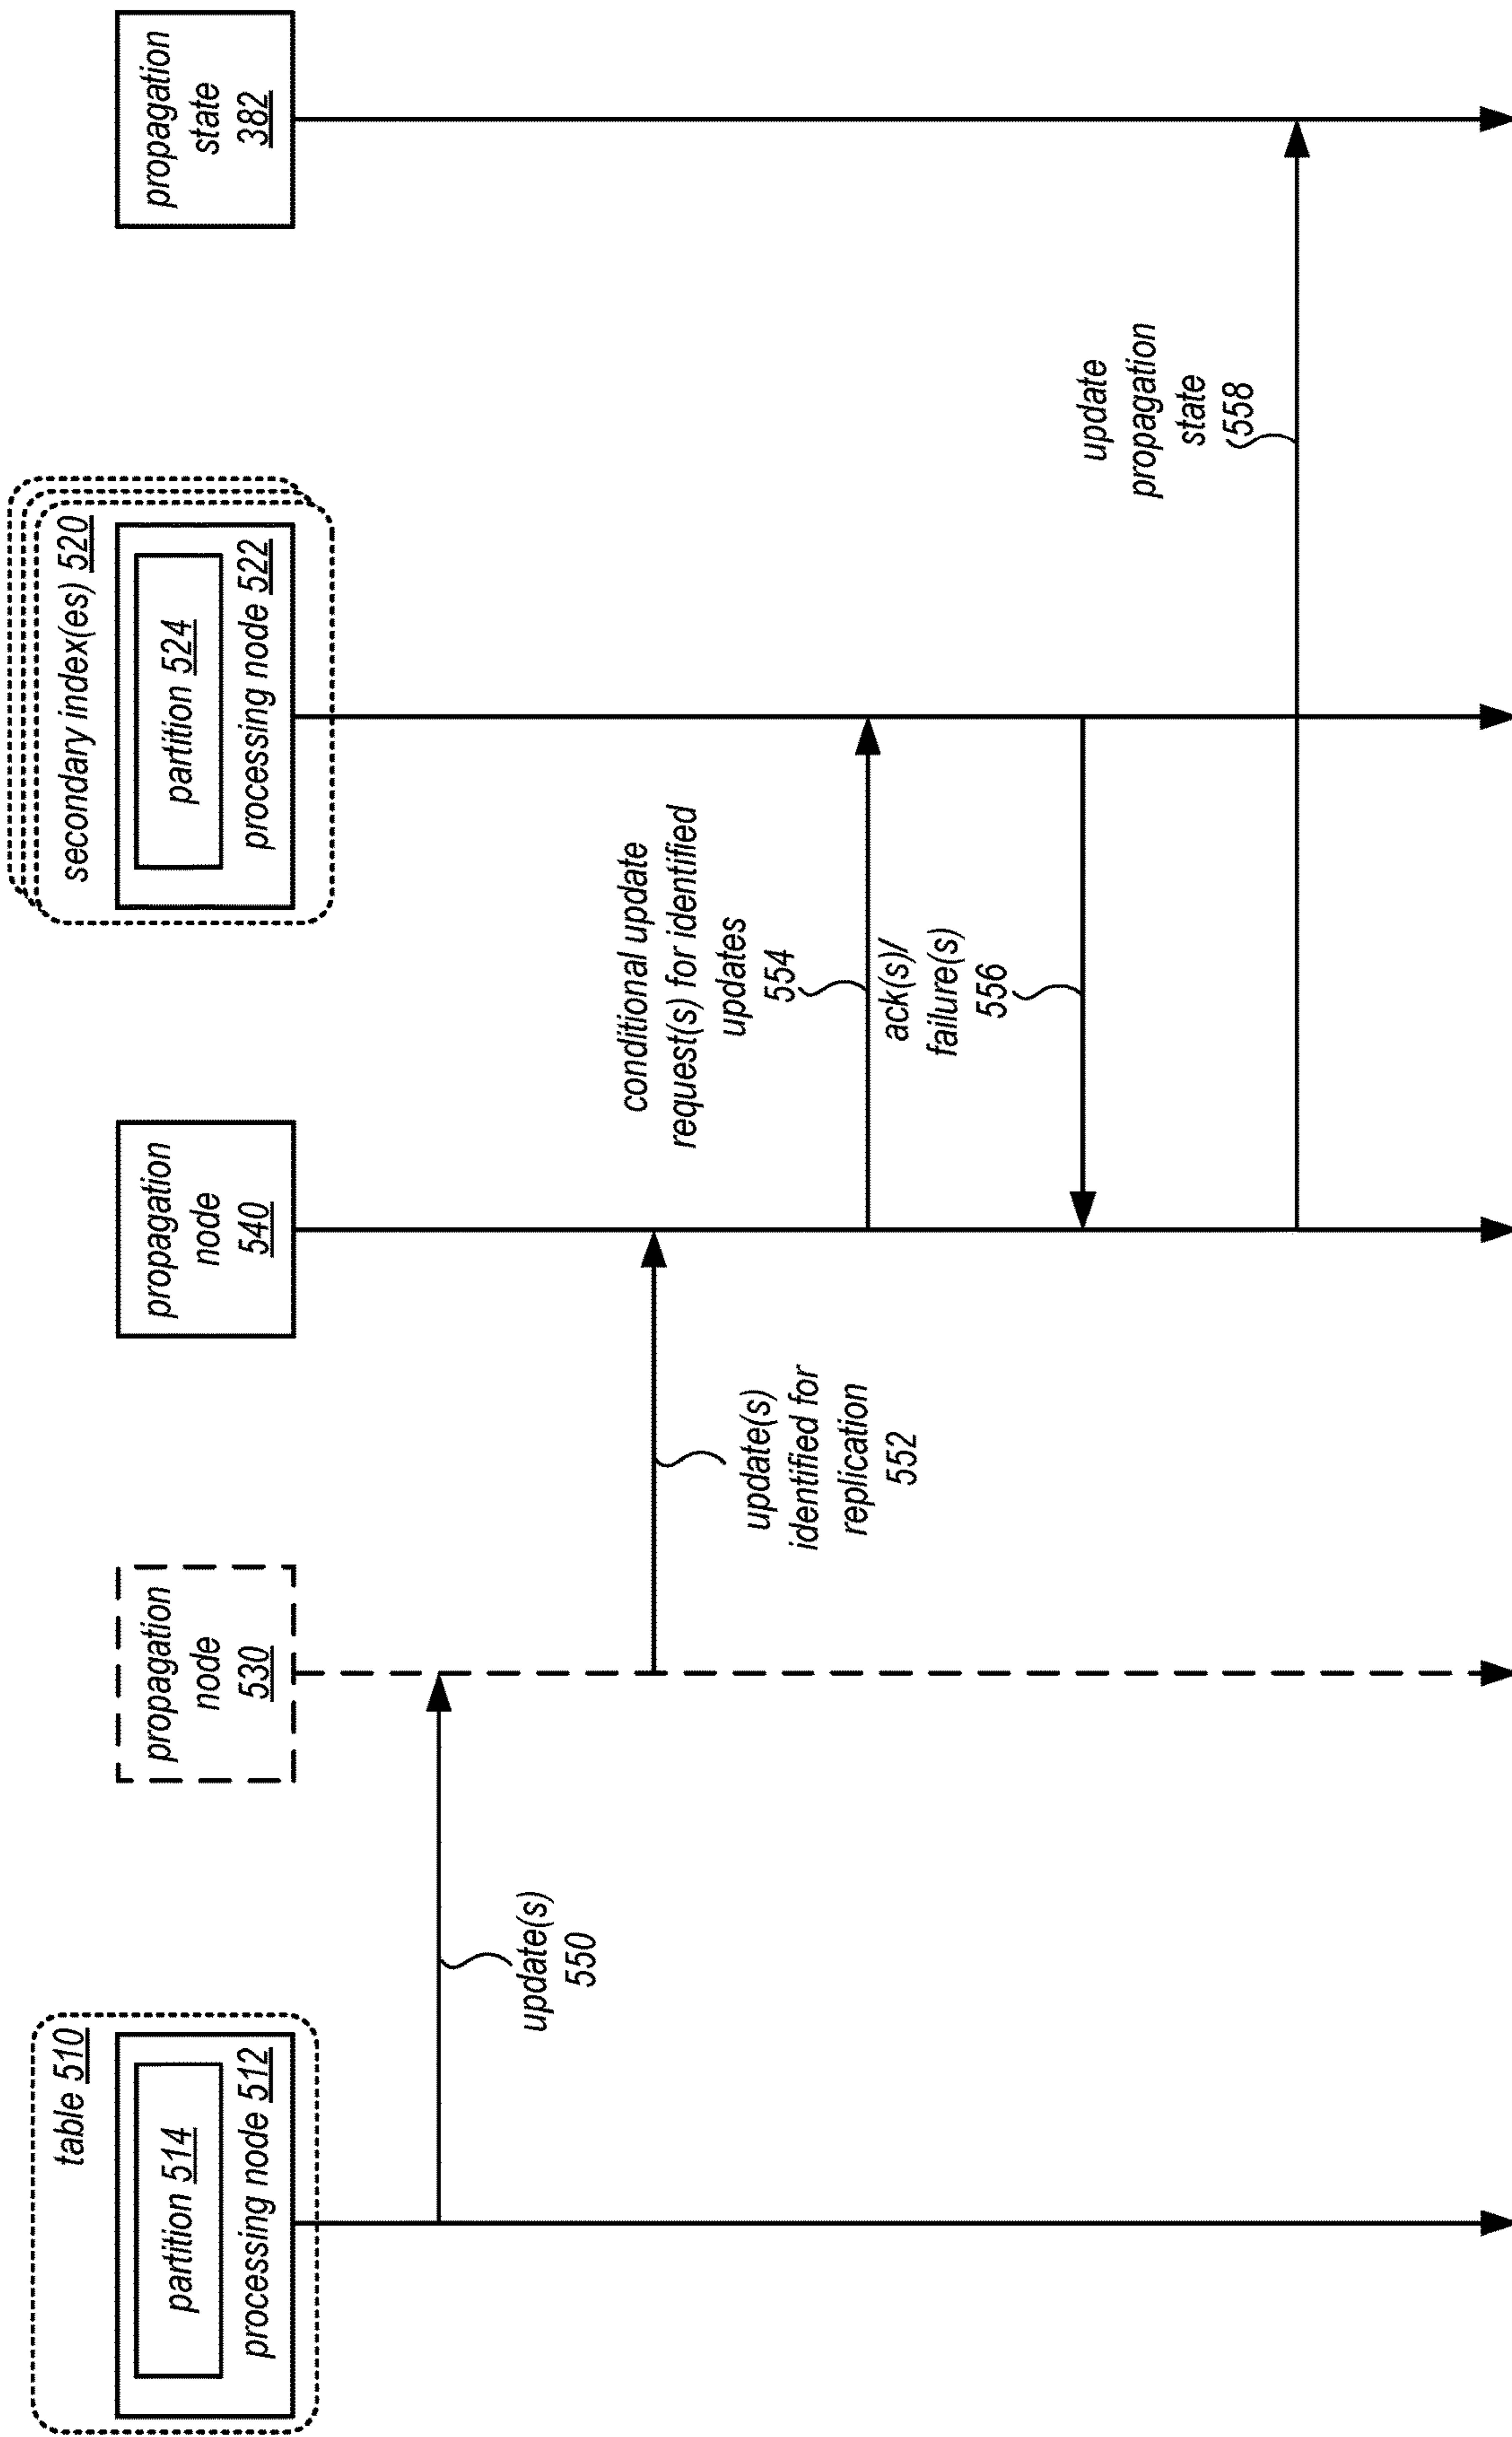 table 510
partition 514
processing node 512
propagation
node
530
propagation
node
540
secondary index(es) 520
partition 524
processing node 522
propagation
state
382
update(s)
550
update(s)
identified for
replication
552
conditional update
request(s) for identified
updates
554
ack(s)/
failure(s)
556
update
propagation
state
558